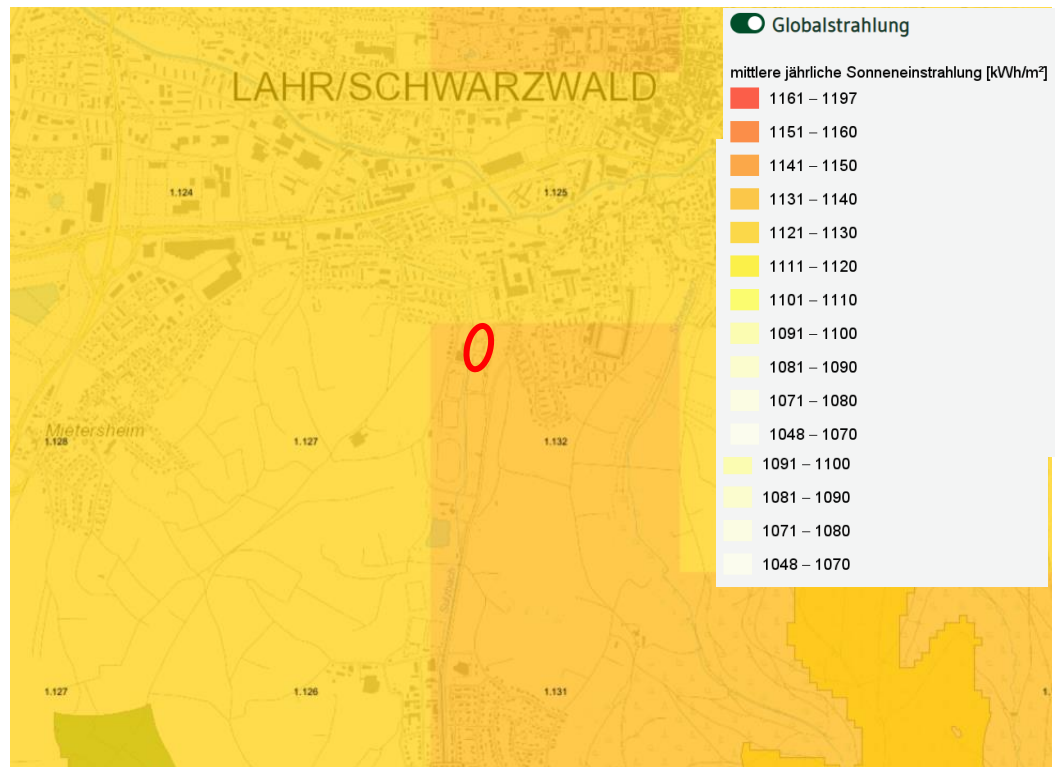 Globalstrahlung
mittlere jährliche Sonneneinstrahlung [kWh/m²]
1161 – 1197
1151 – 1160
1141 – 1150
1131 – 1140
1121 – 1130
1111 – 1120
1101 – 1110
1091 – 1100
1081 – 1090
1071 – 1080
1048 – 1070
1091 – 1100
1081 – 1090
1071 – 1080
1048 – 1070
LAHR/SCHWARZWALD
1.124
1.125
Mietersheim
1.128
1.127
1.132
Sulzbach
1.127
1.126
1.131
1.